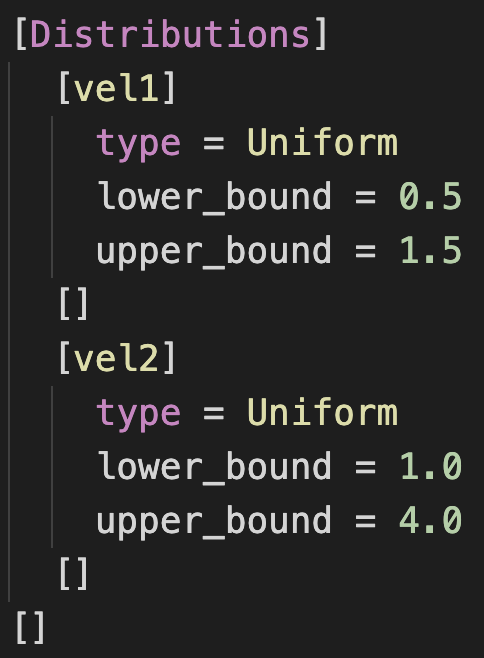 [Distributions]
  [vel1]
    type = Uniform
    lower_bound = 0.5
    upper_bound = 1.5
  []
  [vel2]
    type = Uniform
    lower_bound = 1.0
    upper_bound = 4.0
  []
[]